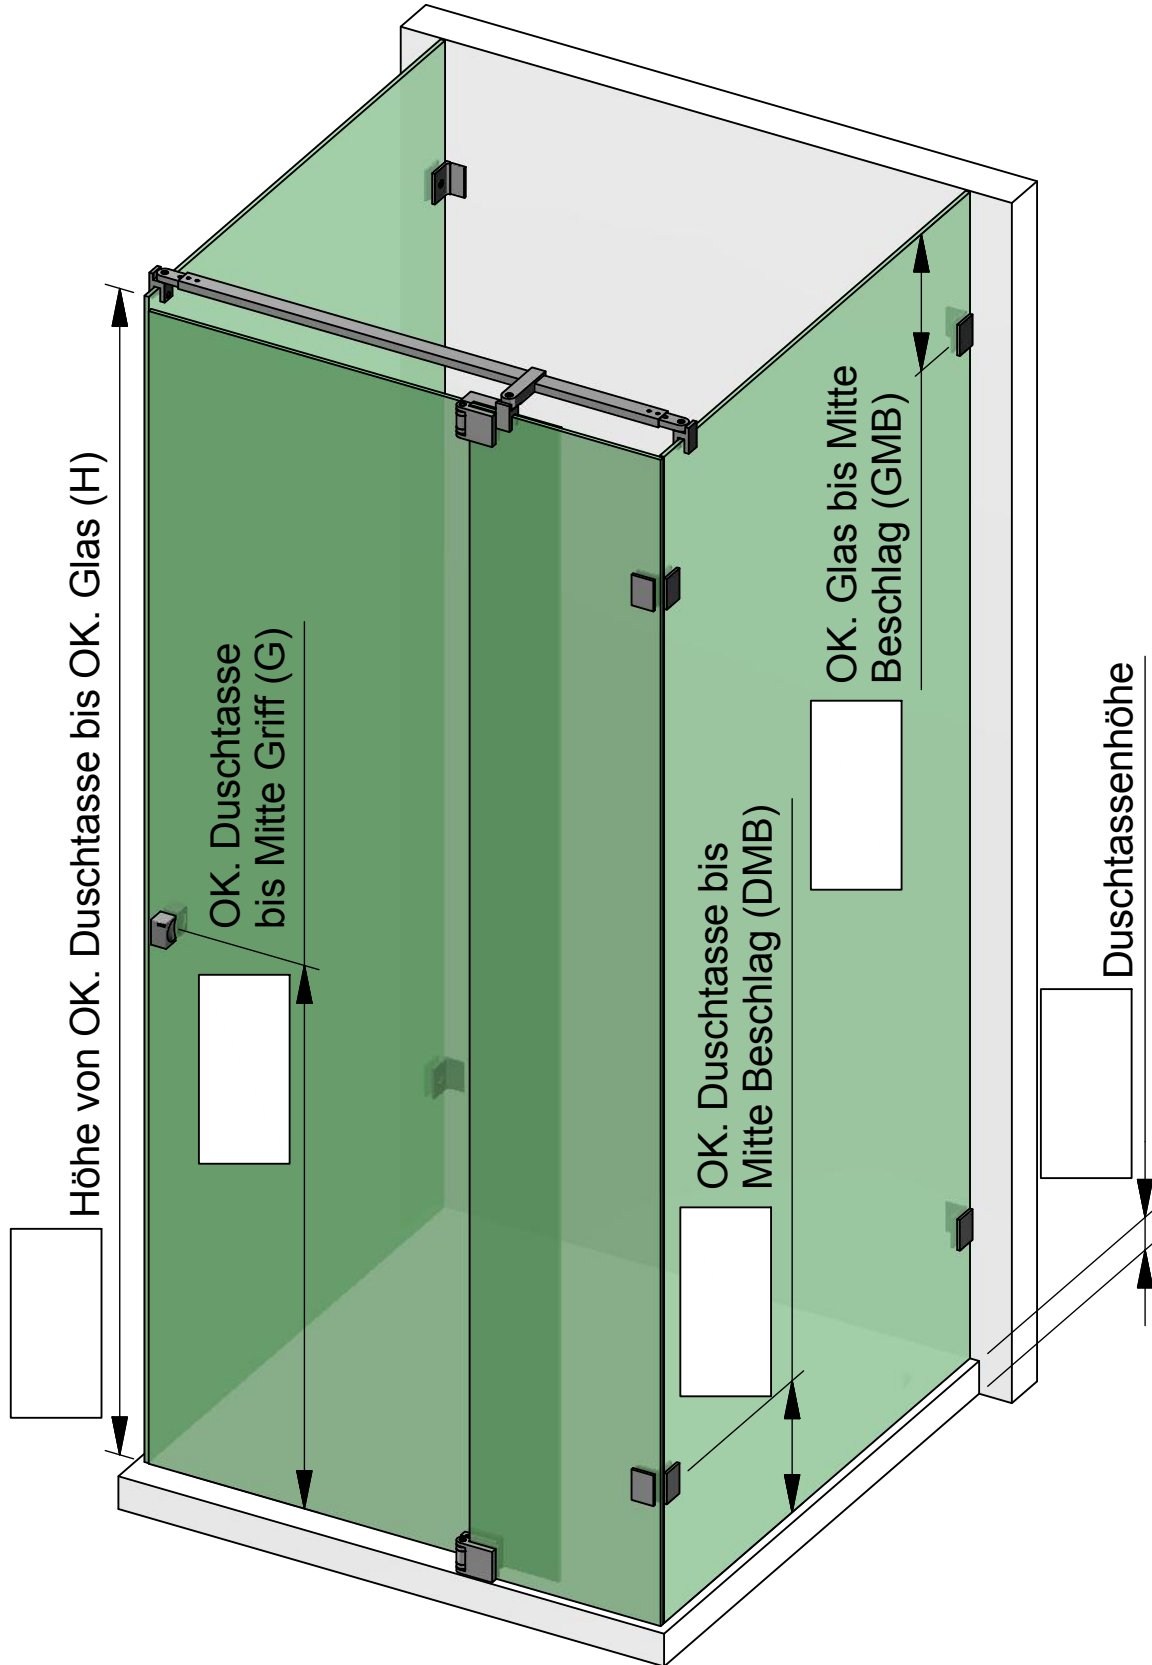 Höhe von OK. Duschtasse bis OK. Glas (H)
OK. Duschtasse
bis Mitte Griff (G)
OK. Duschtasse bis
Mitte Beschlag (DMB)
OK. Glas bis Mitte
Beschlag (GMB)
Duschtassenhöhe